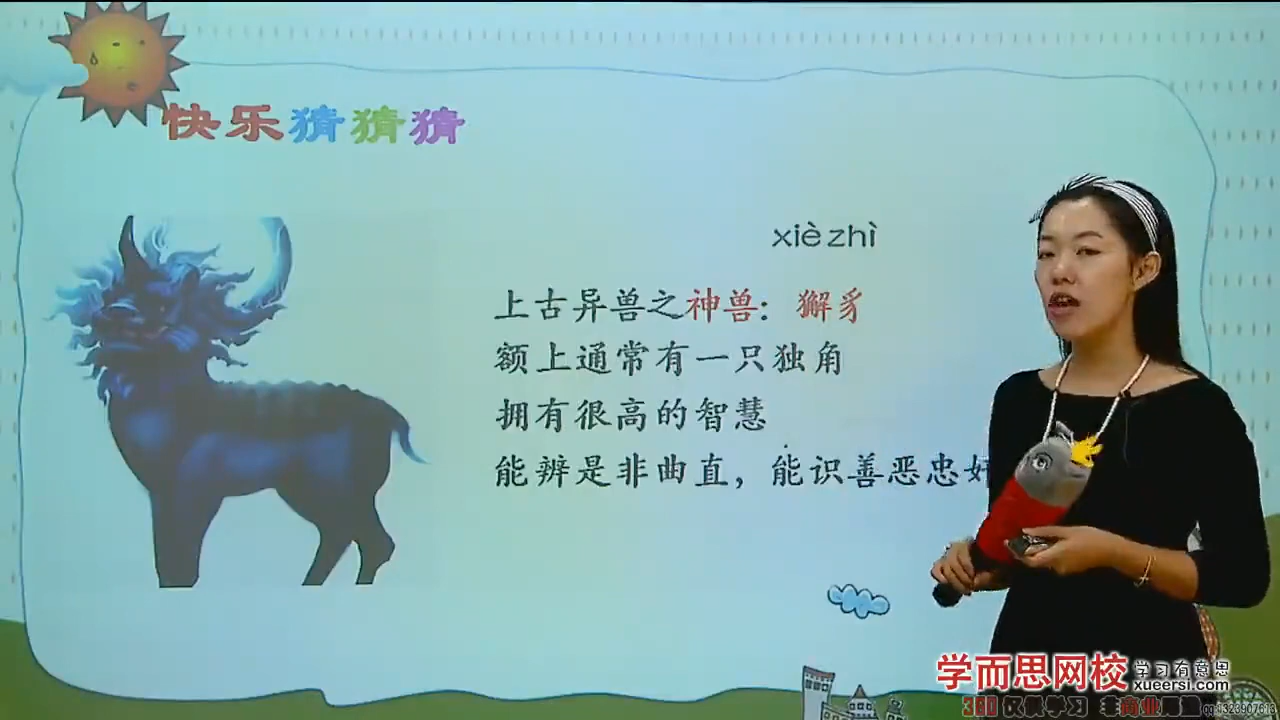 快乐猜猜猜
xiè zhì
上古异兽之神兽：獬豸
额上通常有一只独角
拥有很高的智慧
能辨是非曲直，能识善恶忠奸
学而思网校 学习有意思
xueersi.com